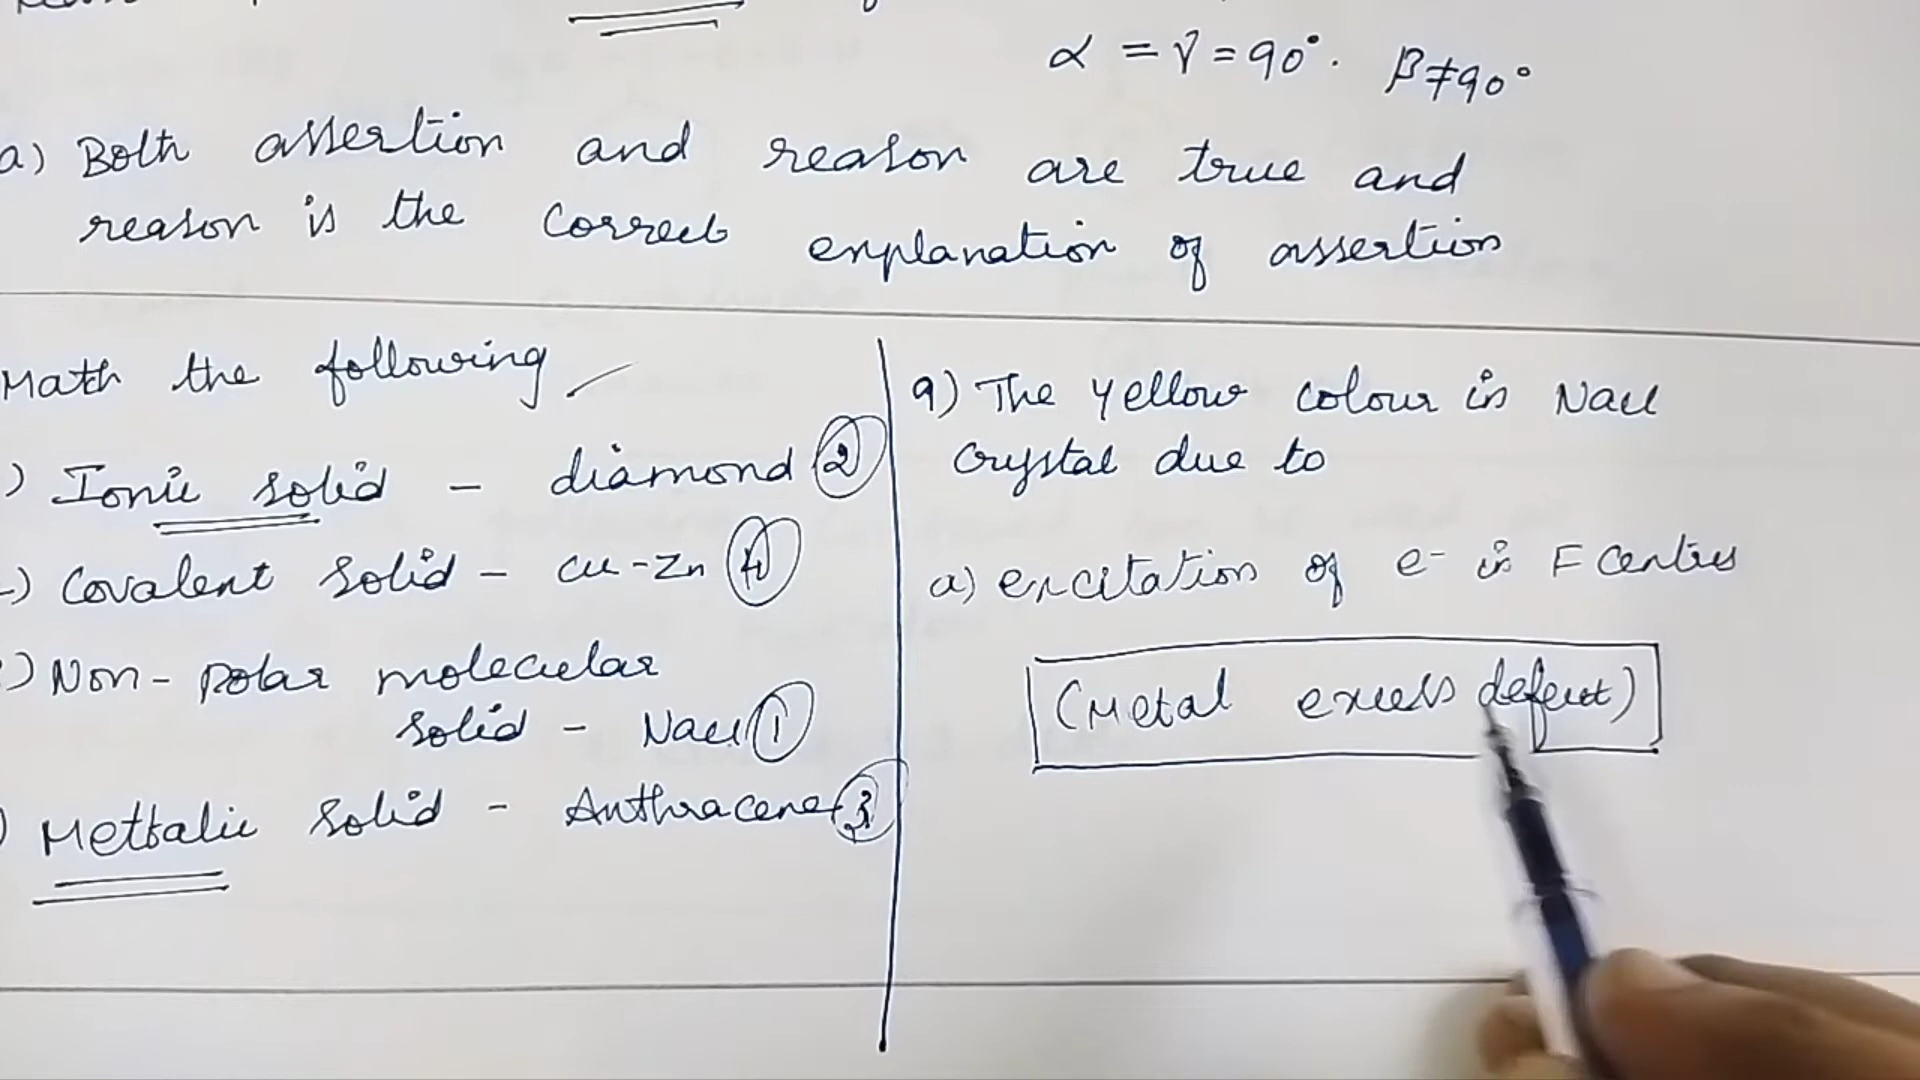 α = γ = 90°. β ≠ 90°
a) Both assertion and reason are true and
reason is the correct explanation of assertion
Math the following
) Ionic solid - diamond ②
) Covalent solid - Cu-Zn ④
) Non-polar molecular
solid - NaCl ①
) Mettalic solid - Anthracene ③
9) The yellow colour in NaCl
crystal due to
a) excitation of e⁻ in F centres
(Metal excess defect)